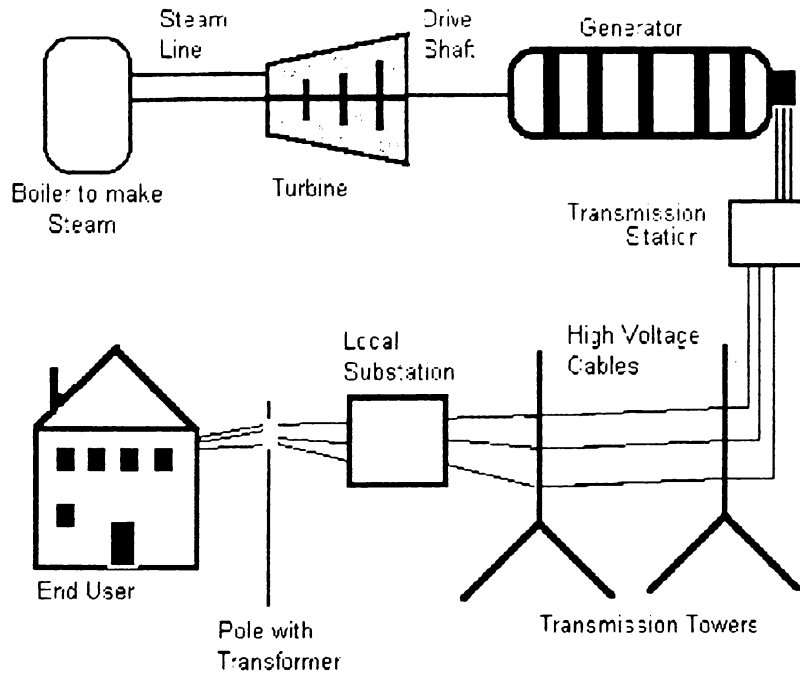 Steam
Line
Drive
Shaft
Generator
Boiler to make
Steam
Turbine
Transmission
Station
Local
Substation
High Voltage
Cables
End User
Pole with
Transformer
Transmission Towers